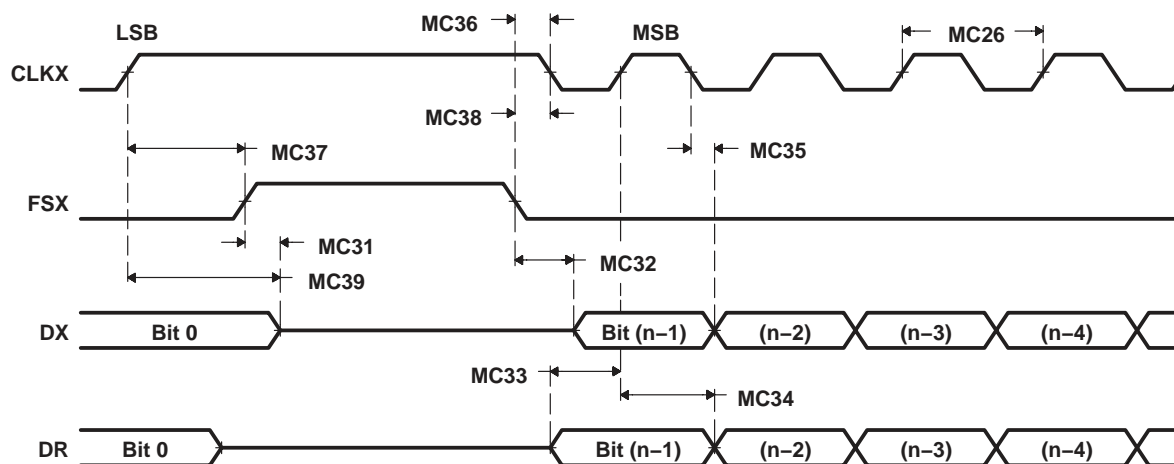 LSB
MC36
MSB
MC26
CLKX
MC38
MC37
MC35
FSX
MC31
MC32
MC39
DX
Bit 0
Bit (n−1)
(n−2)
(n−3)
(n−4)
MC33
MC34
DR
Bit 0
Bit (n−1)
(n−2)
(n−3)
(n−4)